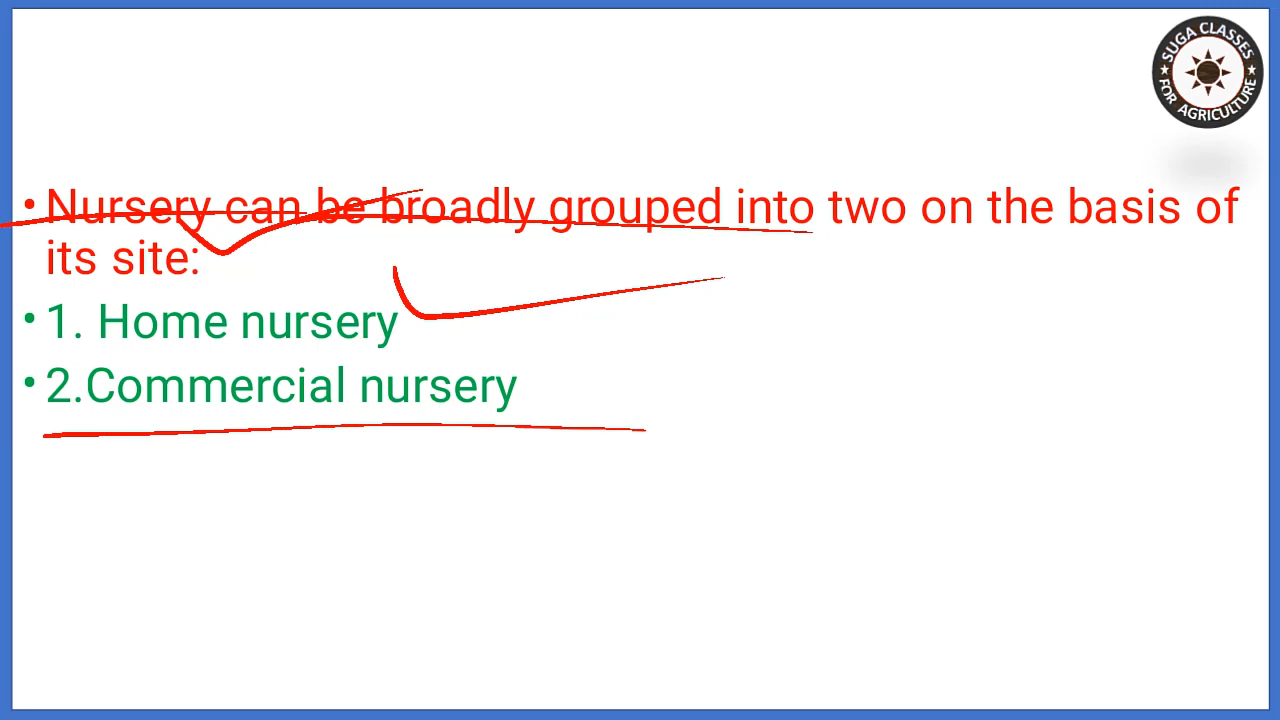 SUGA CLASSES
FOR AGRICULTURE
• Nursery can be broadly grouped into two on the basis of
its site:
• 1. Home nursery
• 2.Commercial nursery